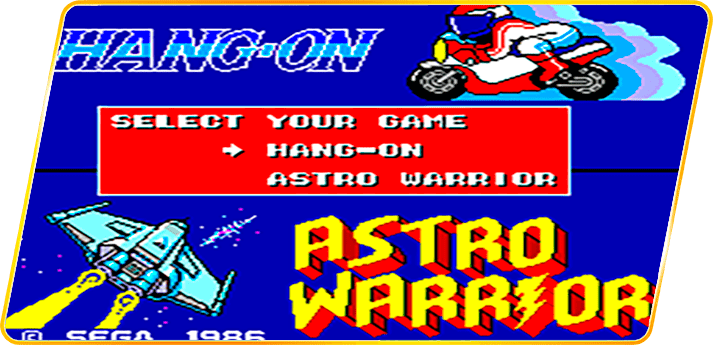 HANG-ON
SELECT YOUR GAME
→ HANG-ON
ASTRO WARRIOR
ASTRO
WARRIOR
© SEGA 1986